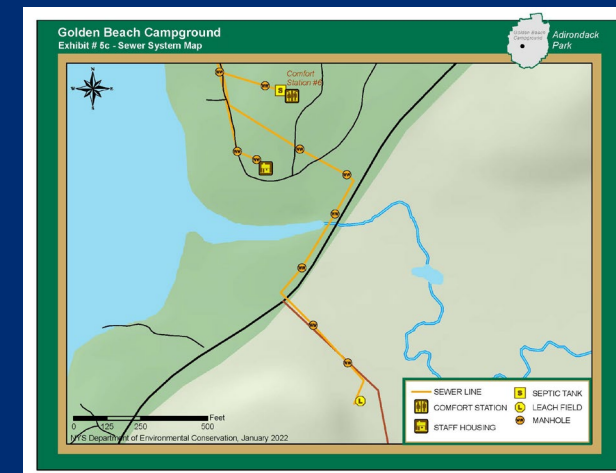 Golden Beach Campground
Exhibit # 5c - Sewer System Map
Golden Beach
Campground
Adirondack
Park
N
Comfort
Station #6
S
L
SEWER LINE
COMFORT STATION
STAFF HOUSING
S SEPTIC TANK
L LEACH FIELD
MANHOLE
Feet
0 125 250 500
NYS Department of Environmental Conservation, January 2022